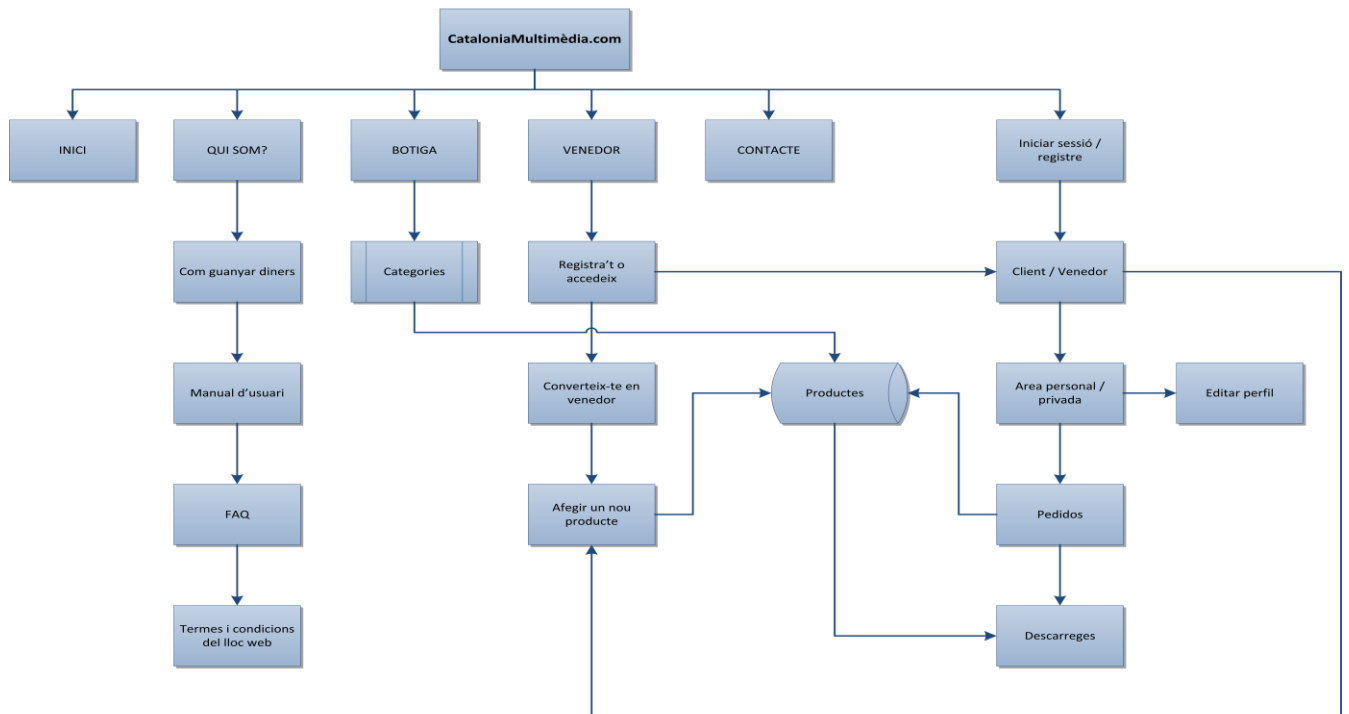 CataloniaMultimèdia.com
INICI
QUI SOM?
BOTIGA
VENEDOR
CONTACTE
Iniciar sessió /
registre
Com guanyar diners
Categories
Registra't o
accedeix
Client / Venedor
Manual d'usuari
Converteix-te en
venedor
Productes
Area personal /
privada
Editar perfil
FAQ
Afegir un nou
producte
Pedidos
Termes i condicions
del lloc web
Descarreges